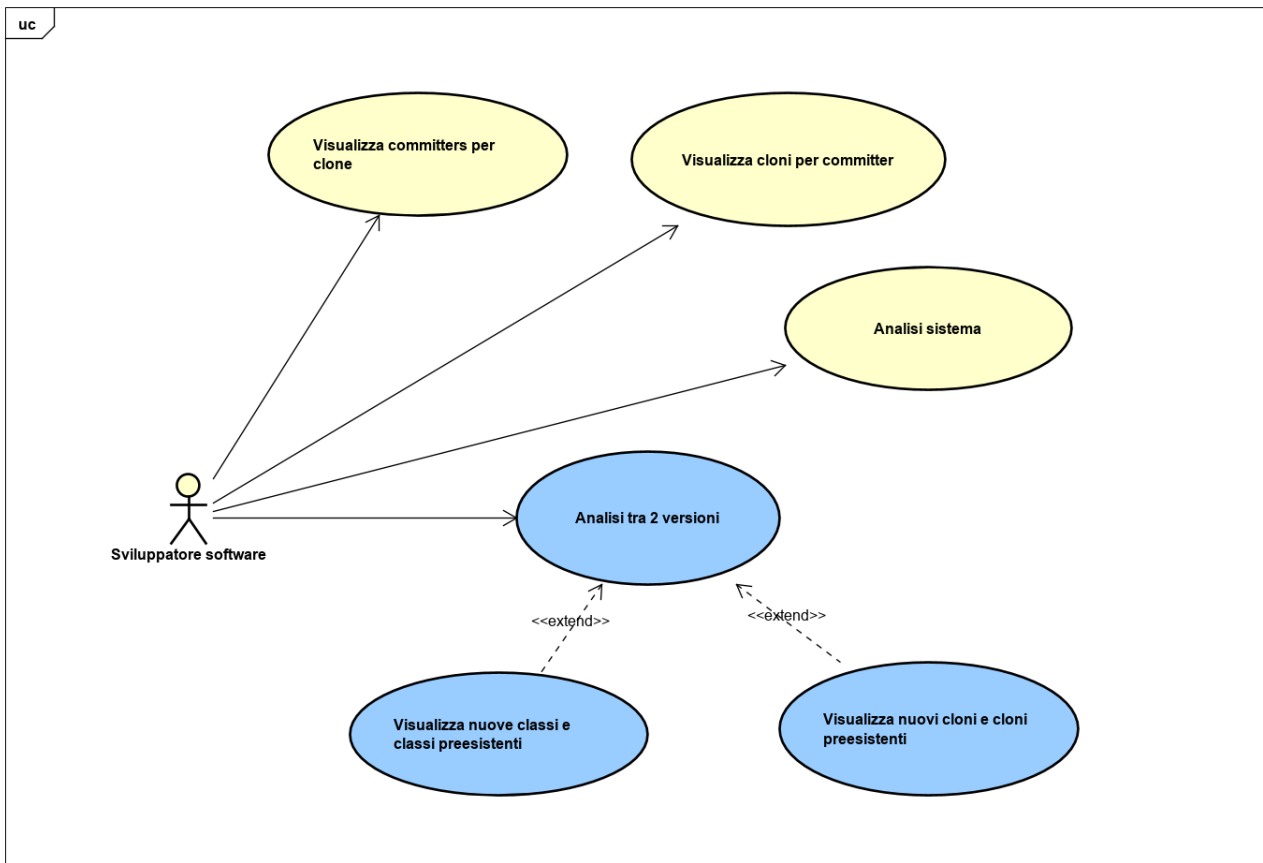 uc
Visualizza committers per
clone
Visualizza cloni per committer
Analisi sistema
Sviluppatore software
Analisi tra 2 versioni
<<extend>>
<<extend>>
Visualizza nuove classi e
classi preesistenti
Visualizza nuovi cloni e cloni
preesistenti